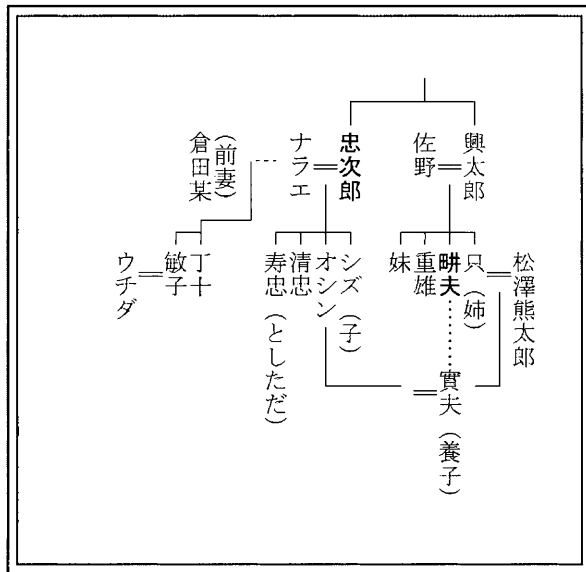 興太郎
佐野
忠次郎
ナラエ
(前妻)
倉田某
松澤熊太郎
只(姉)
畊夫
重雄
妹
シズ(子)
オシン
清忠
寿忠(としただ)
丁十
敏子
ウチダ
實夫(養子)